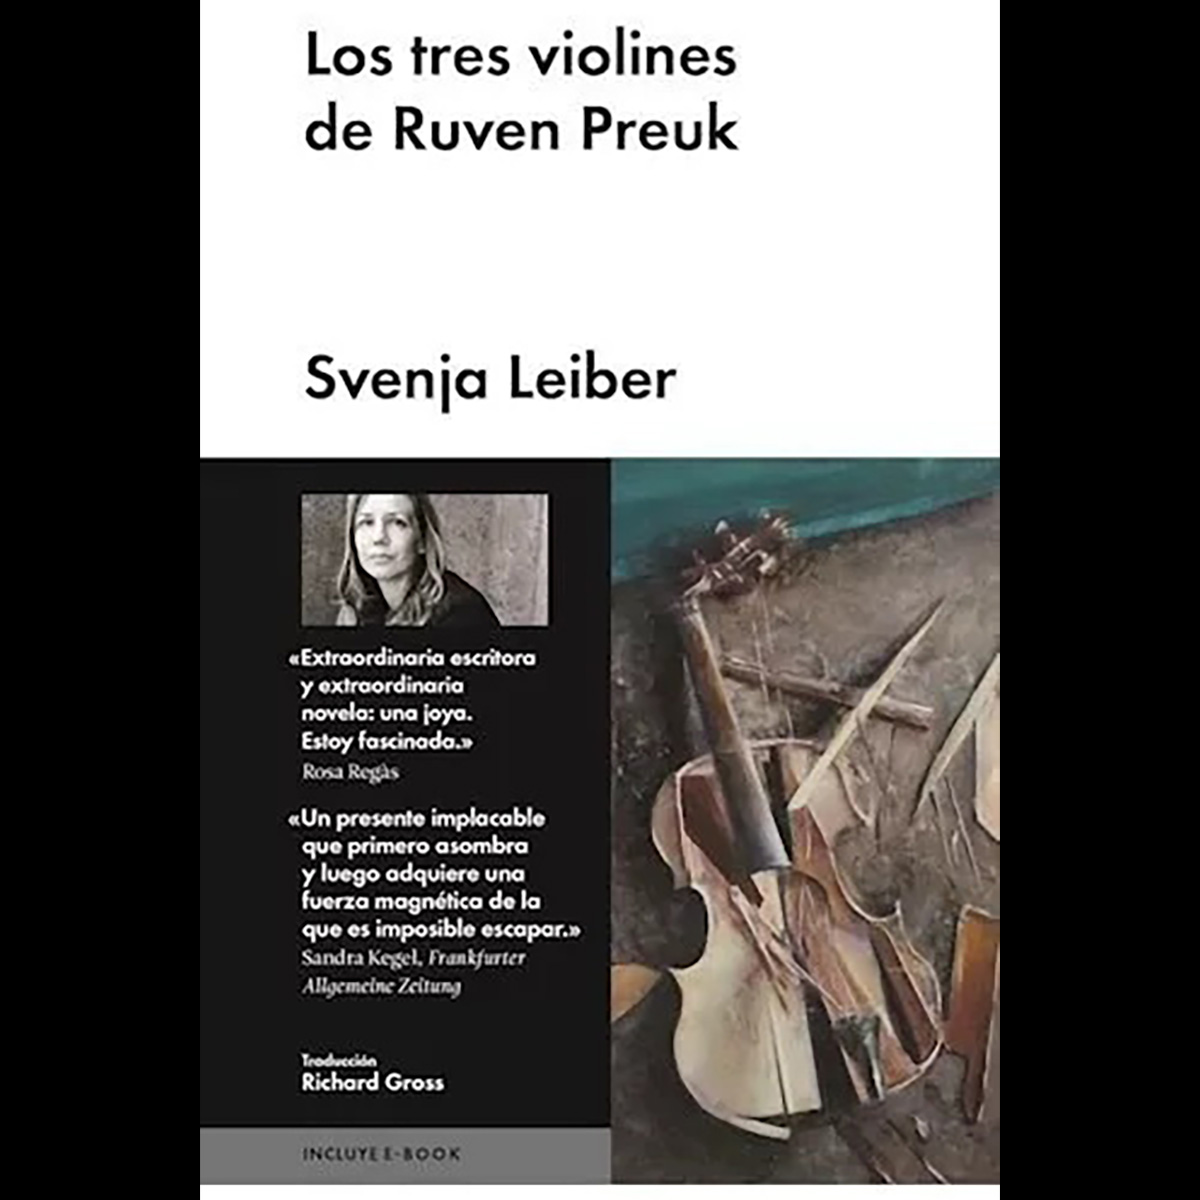 Los tres violines
de Ruven Preuk
Svenja Leiber
«Extraordinaria escritora
y extraordinaria
novela: una joya.
Estoy fascinada.»
Rosa Regàs
«Un presente implacable
que primero asombra
y luego adquiere una
fuerza magnética de la
que es imposible escapar.»
Sandra Kegel, Frankfurter
Allgemeine Zeitung
Traducción
Richard Gross
INCLUYE E-BOOK